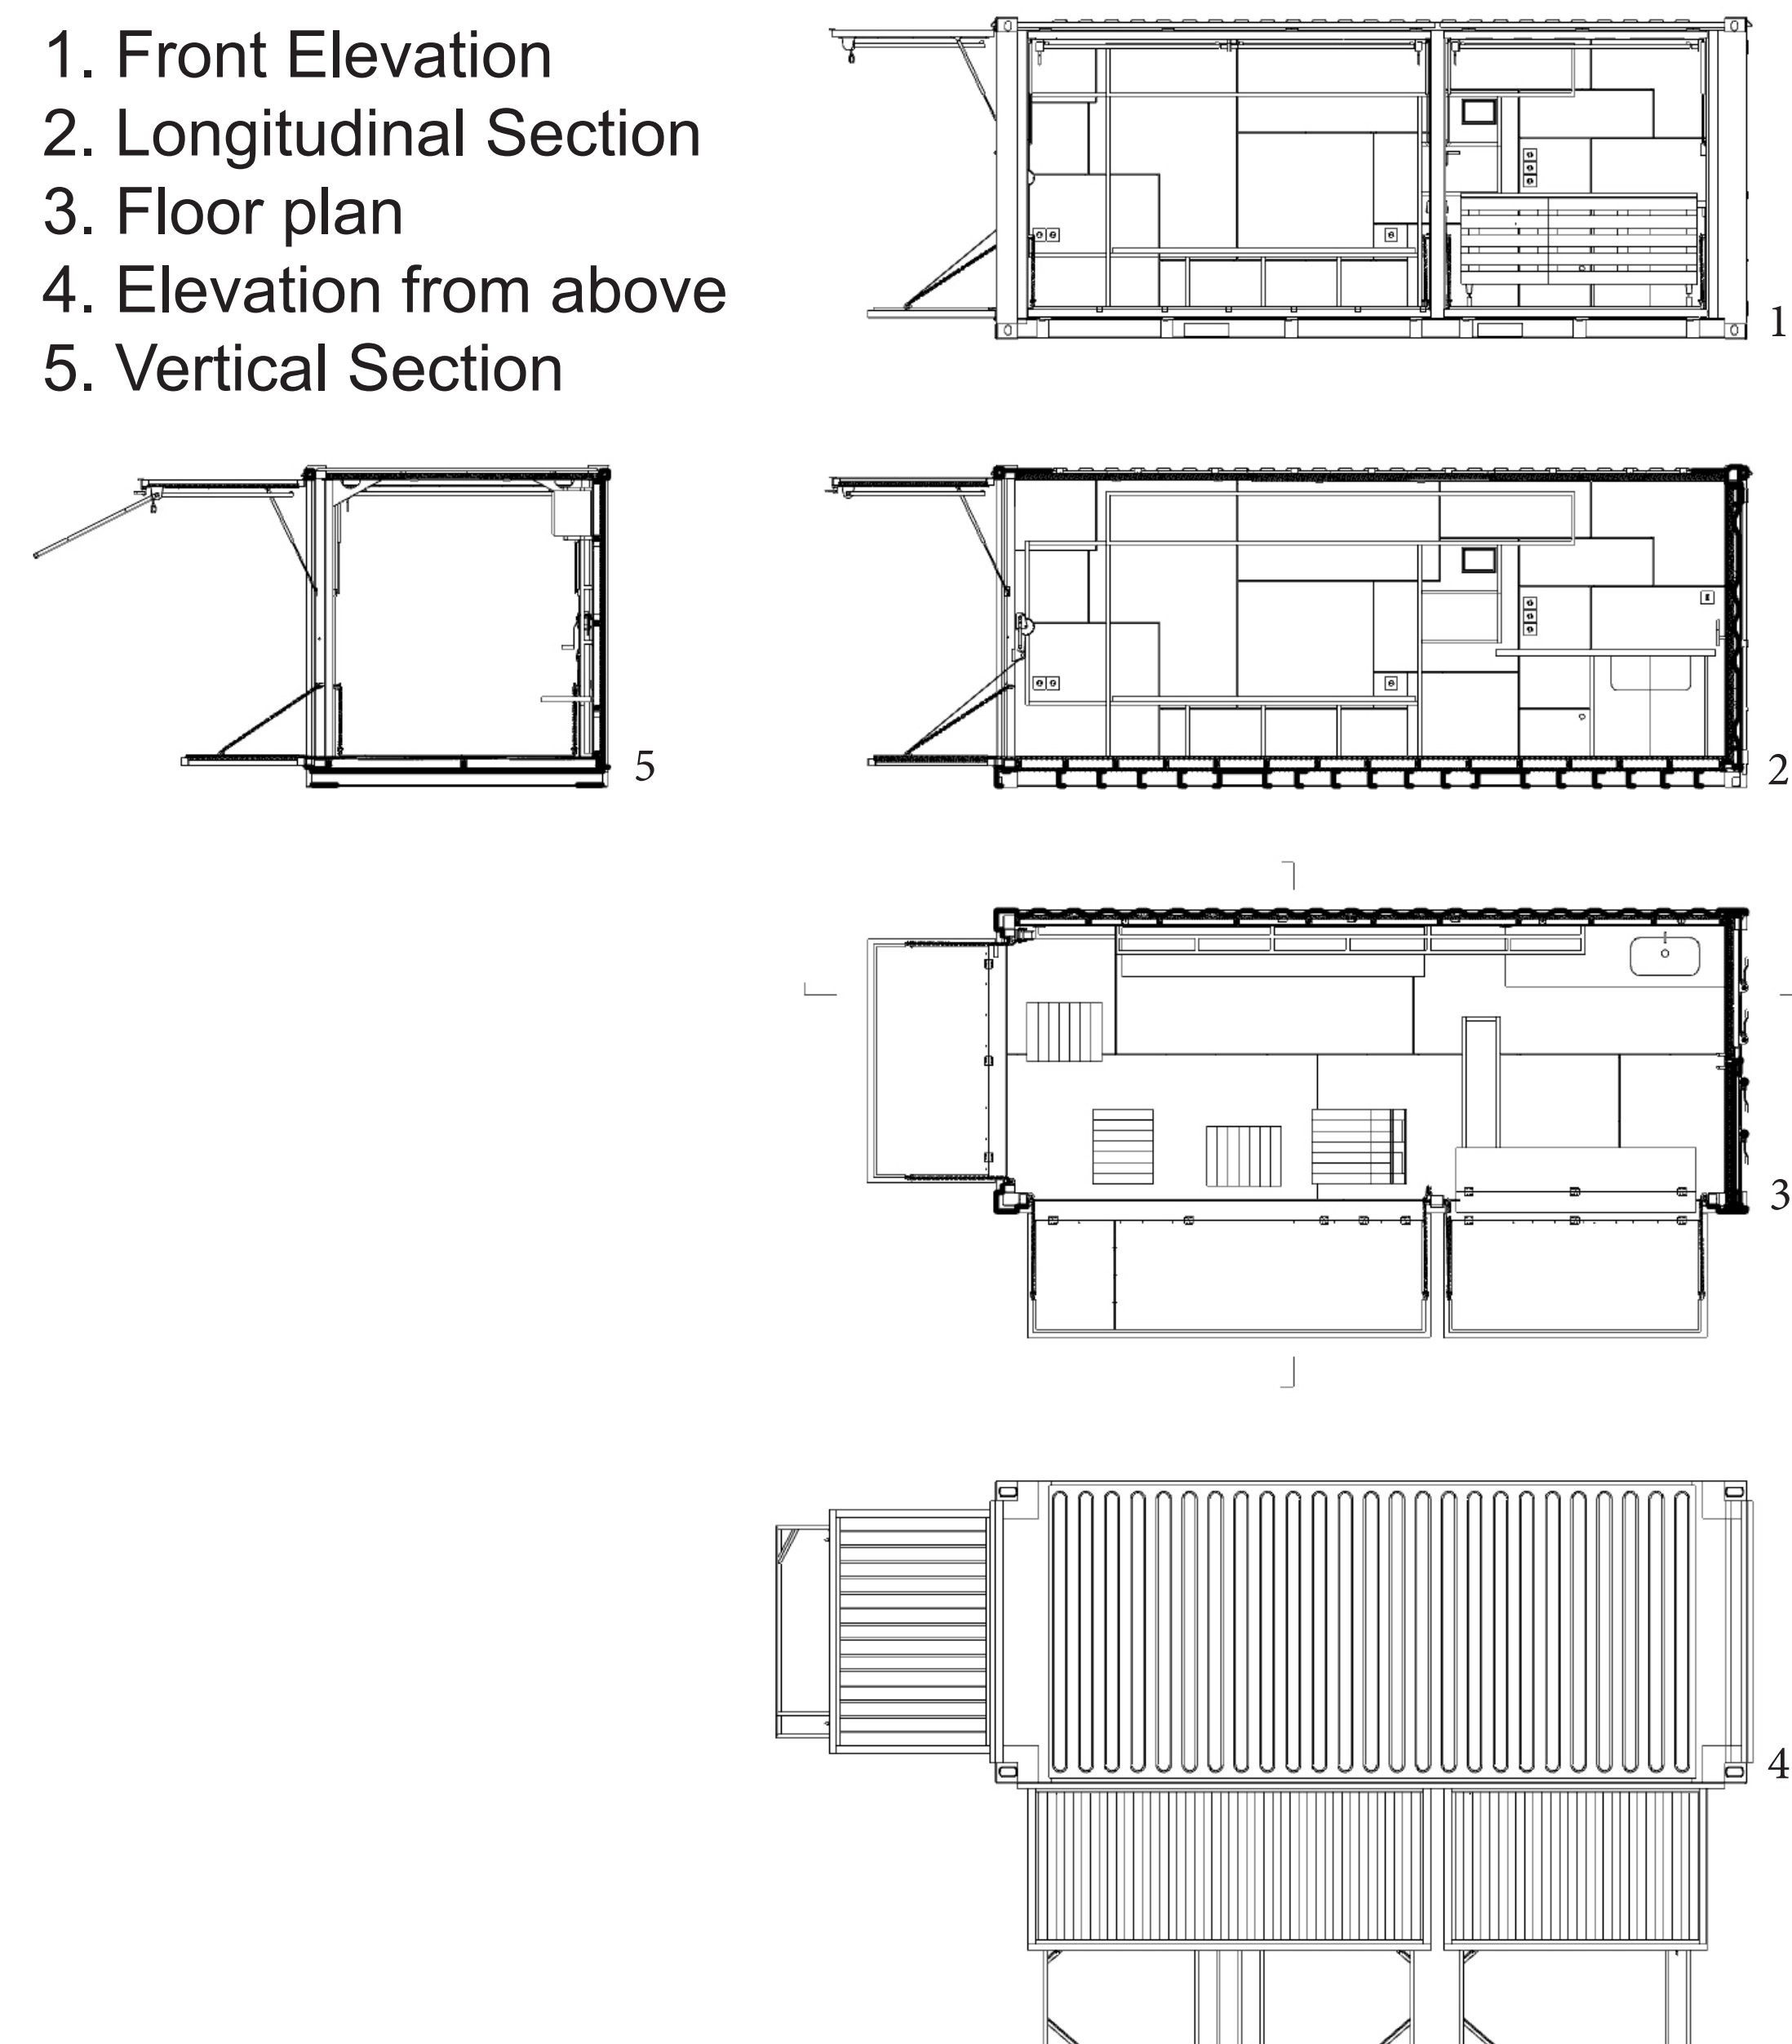 1. Front Elevation
2. Longitudinal Section
3. Floor plan
4. Elevation from above
5. Vertical Section
1
5
2
3
4